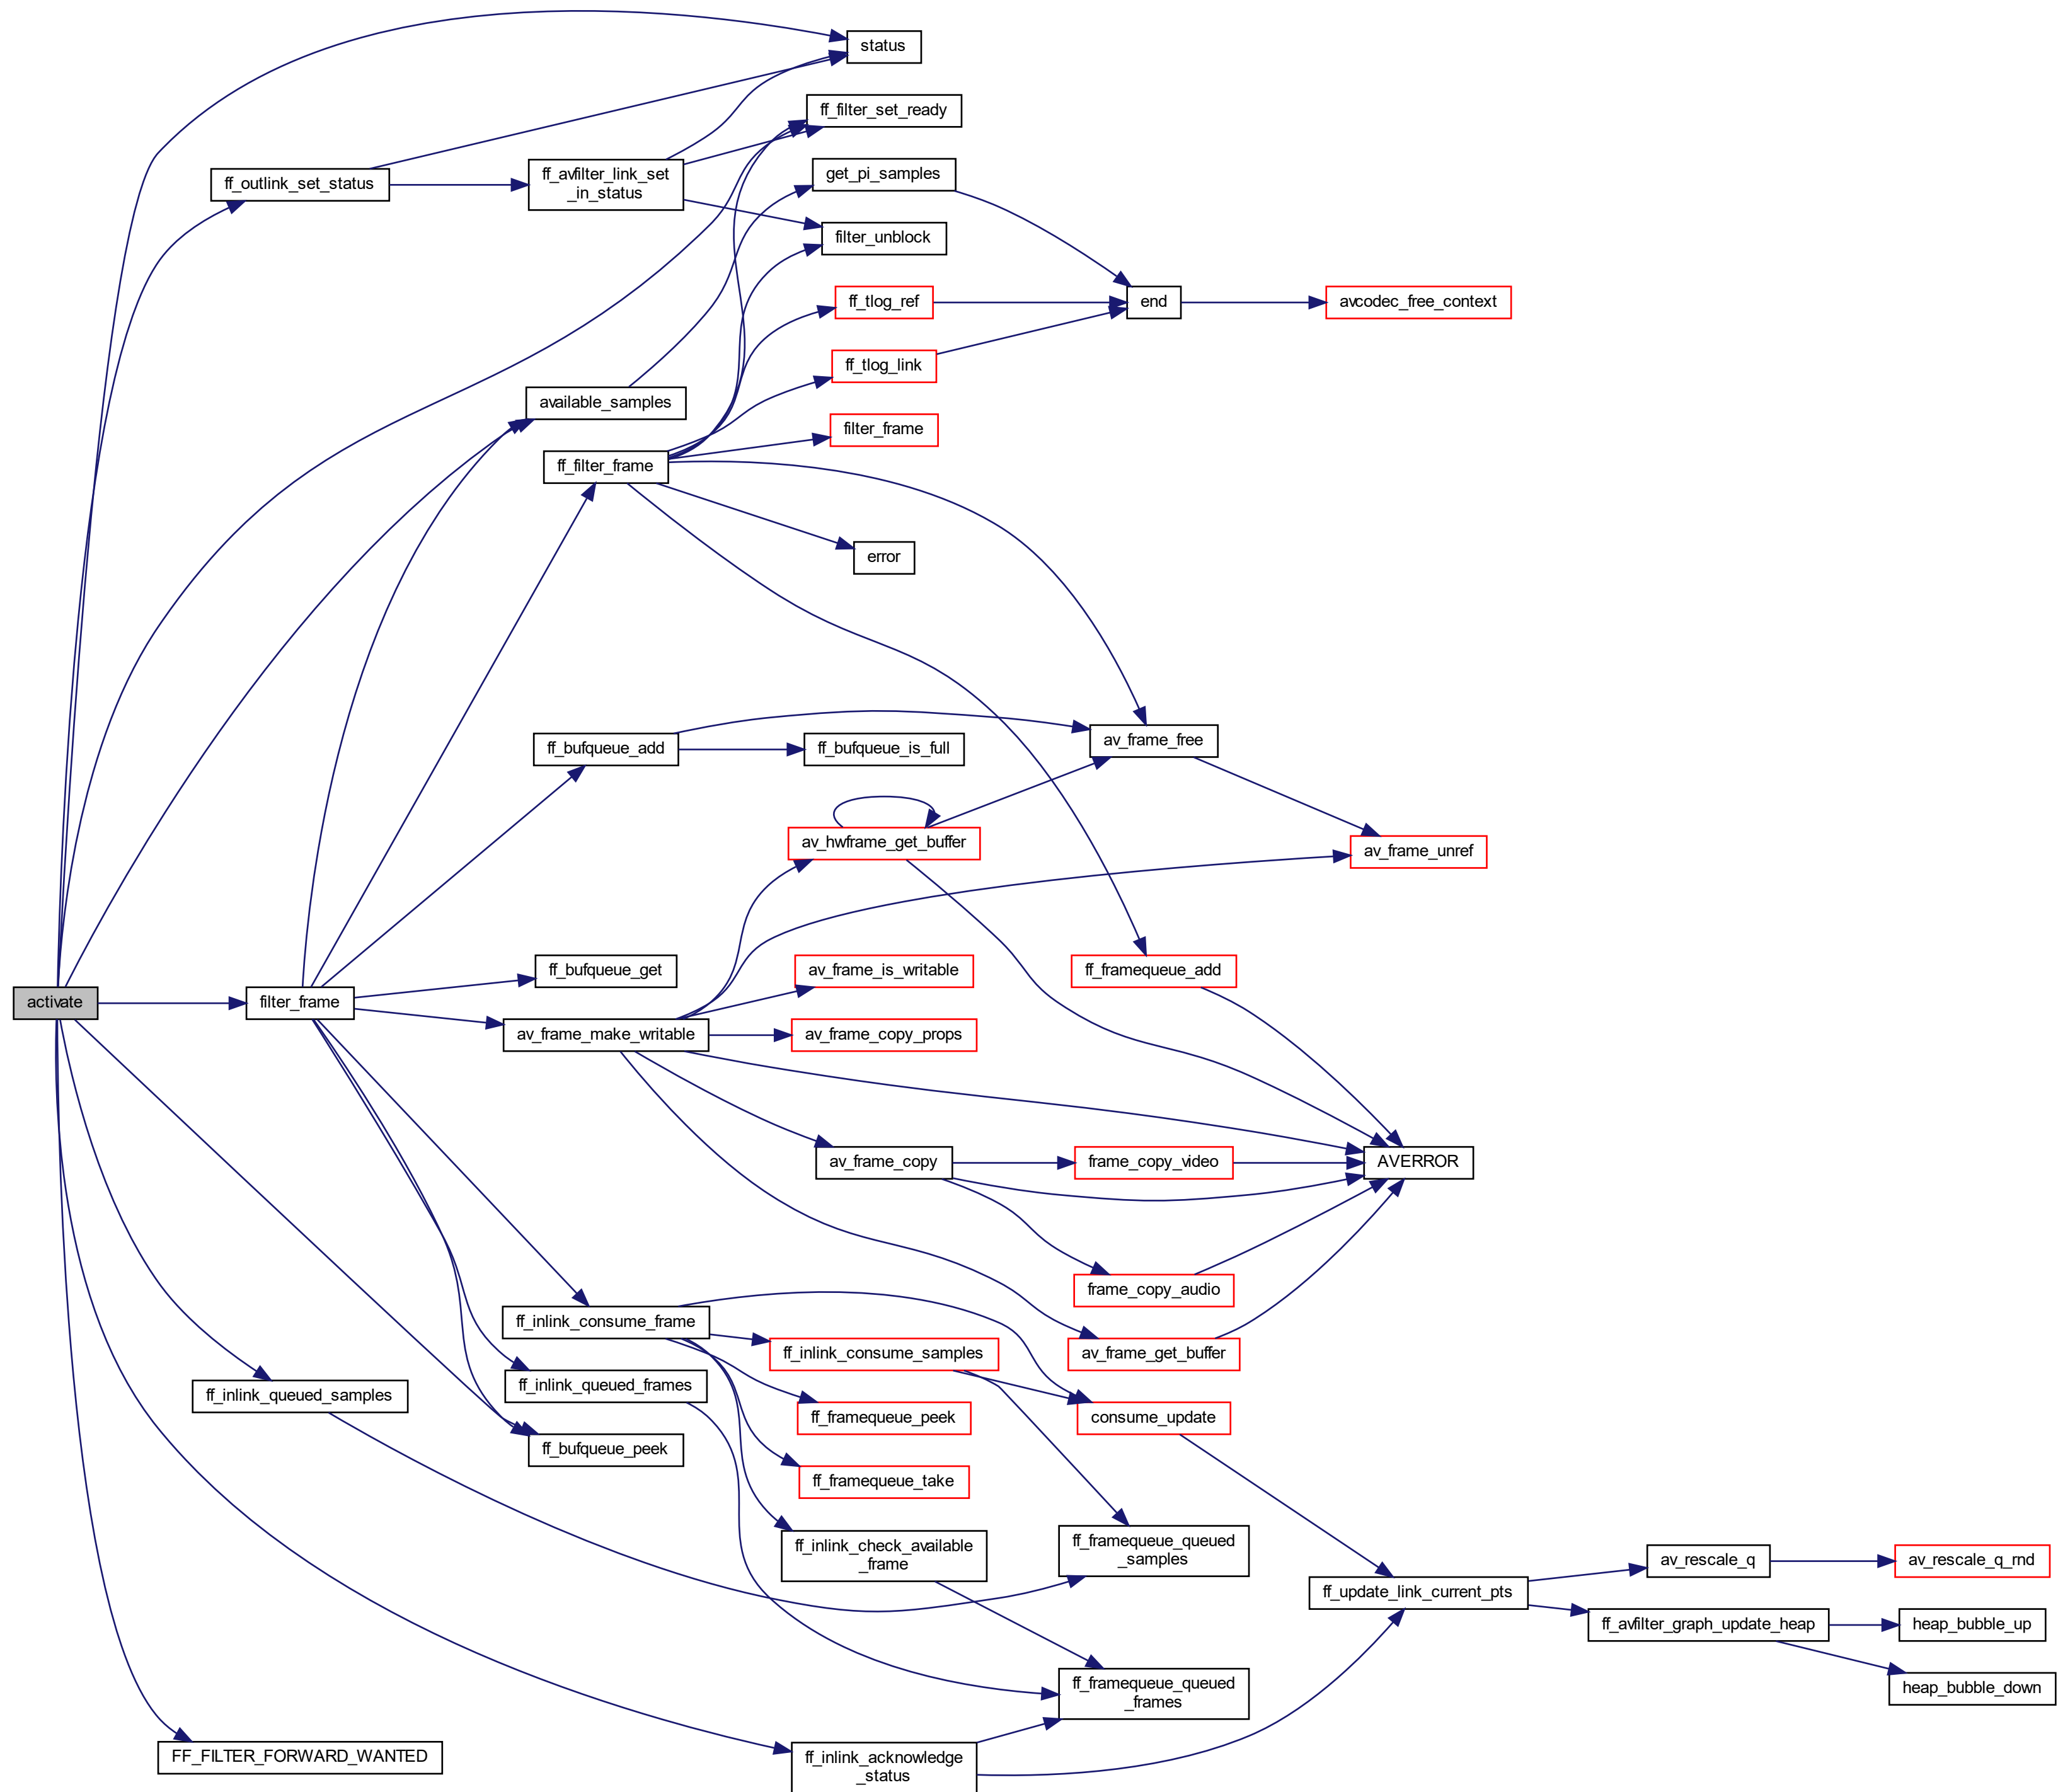 status
ff_filter_set_ready
ff_outlink_set_status
ff_avfilter_link_set
_in_status
get_pi_samples
filter_unblock
ff_tlog_ref
end
avcodec_free_context
ff_tlog_link
available_samples
filter_frame
ff_filter_frame
error
ff_bufqueue_add
ff_bufqueue_is_full
av_frame_free
av_hwframe_get_buffer
av_frame_unref
ff_bufqueue_get
av_frame_is_writable
ff_framequeue_add
activate
filter_frame
av_frame_make_writable
av_frame_copy_props
av_frame_copy
frame_copy_video
AVERROR
frame_copy_audio
ff_inlink_consume_frame
ff_inlink_consume_samples
av_frame_get_buffer
ff_inlink_queued_samples
ff_inlink_queued_frames
ff_framequeue_peek
consume_update
ff_bufqueue_peek
ff_framequeue_take
ff_inlink_check_available
_frame
ff_framequeue_queued
_samples
av_rescale_q
av_rescale_q_rnd
ff_update_link_current_pts
ff_avfilter_graph_update_heap
heap_bubble_up
ff_framequeue_queued
_frames
heap_bubble_down
FF_FILTER_FORWARD_WANTED
ff_inlink_acknowledge
_status